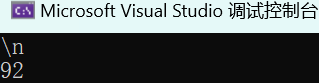 C:\ Microsoft Visual Studio 调试控制台
\n
92